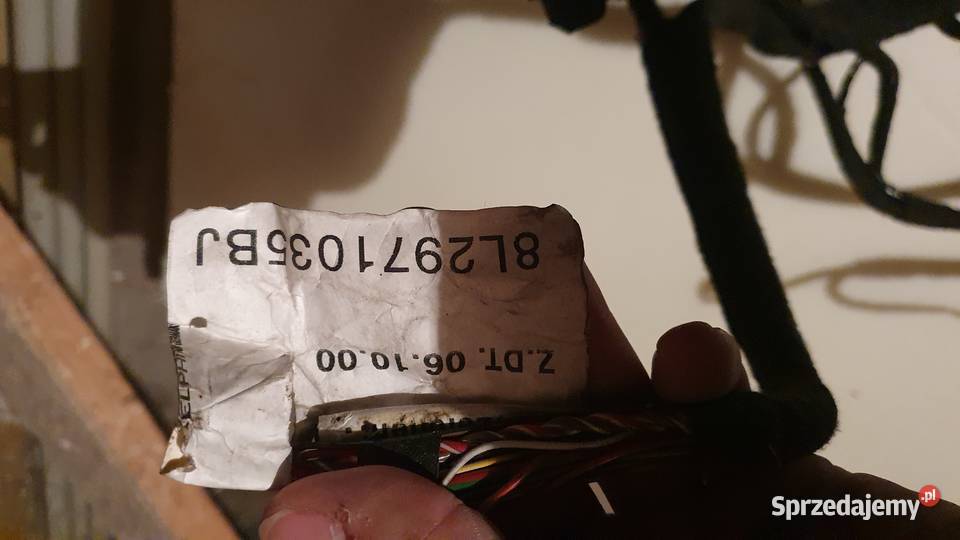 8L2971035BJ
Z.DT. 06.10.00
Sprzedajemy.pl